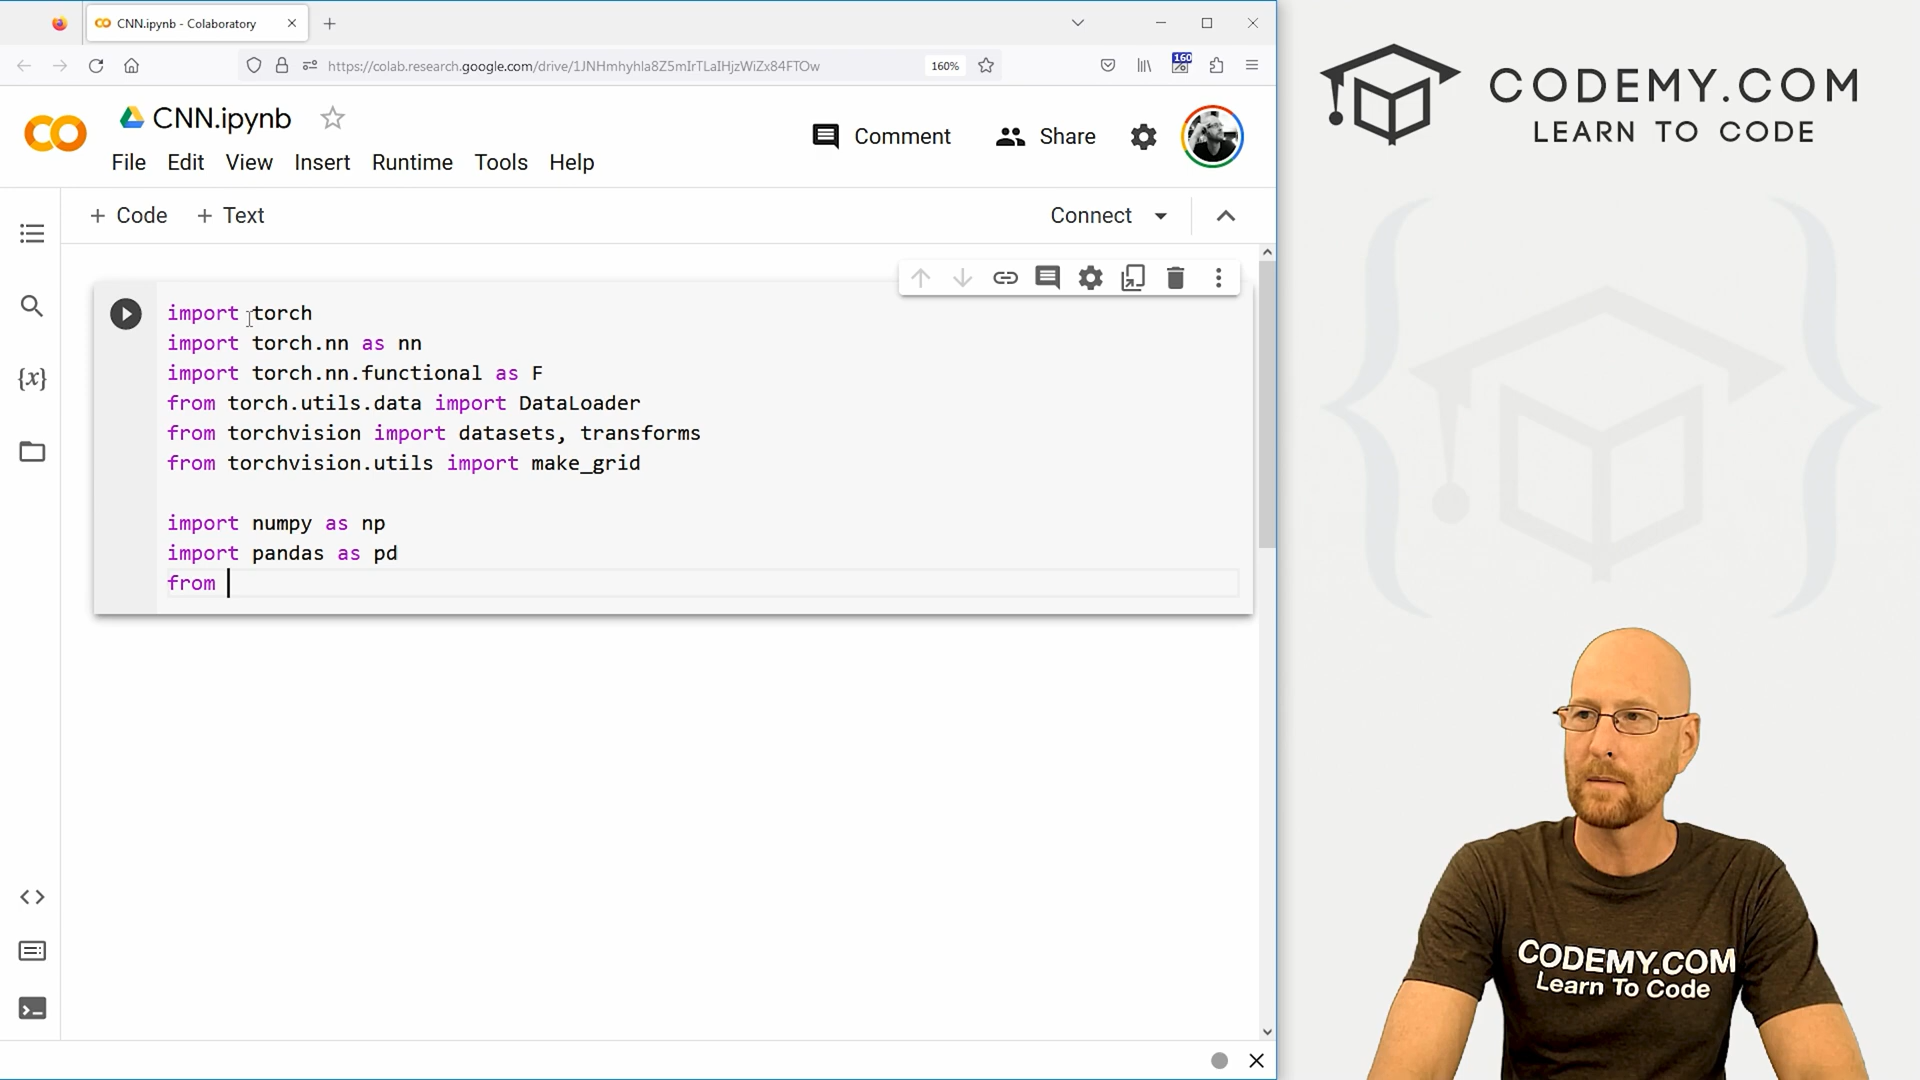 CNN.ipynb - Colaboratory
https://colab.research.google.com/drive/1JNHmhyhla8Z5mIrTLaIHjzWiZx84FTOw
160%
160
CNN.ipynb
Comment
Share
File Edit View Insert Runtime Tools Help
+ Code + Text
Connect
import torch
import torch.nn as nn
import torch.nn.functional as F
from torch.utils.data import DataLoader
from torchvision import datasets, transforms
from torchvision.utils import make_grid
import numpy as np
import pandas as pd
from
{x}
CODEMY.COM
LEARN TO CODE
CODEMY.COM
Learn To Code